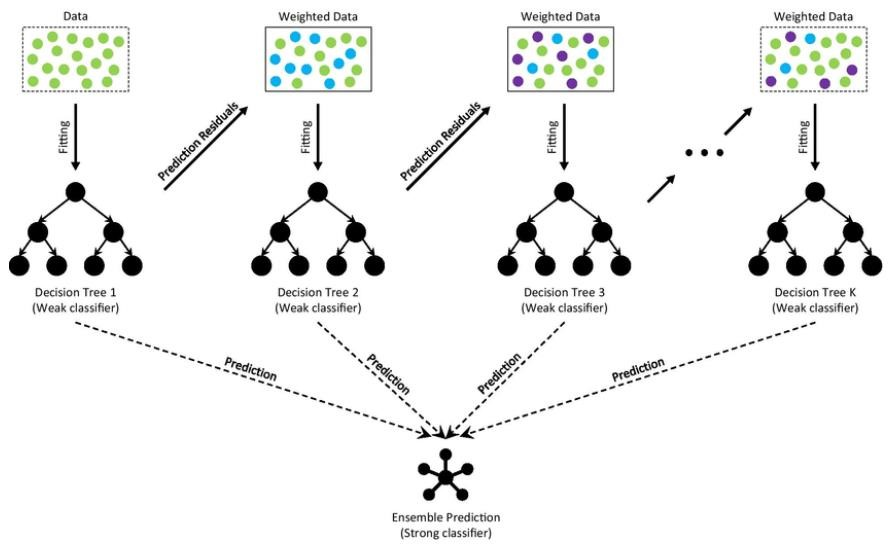 Data
Weighted Data
Weighted Data
Weighted Data
Fitting
Prediction Residuals
Fitting
Prediction Residuals
Fitting
Fitting
Decision Tree 1
(Weak classifier)
Decision Tree 2
(Weak classifier)
Decision Tree 3
(Weak classifier)
Decision Tree K
(Weak classifier)
Prediction
Prediction
Prediction
Prediction
Ensemble Prediction
(Strong classifier)